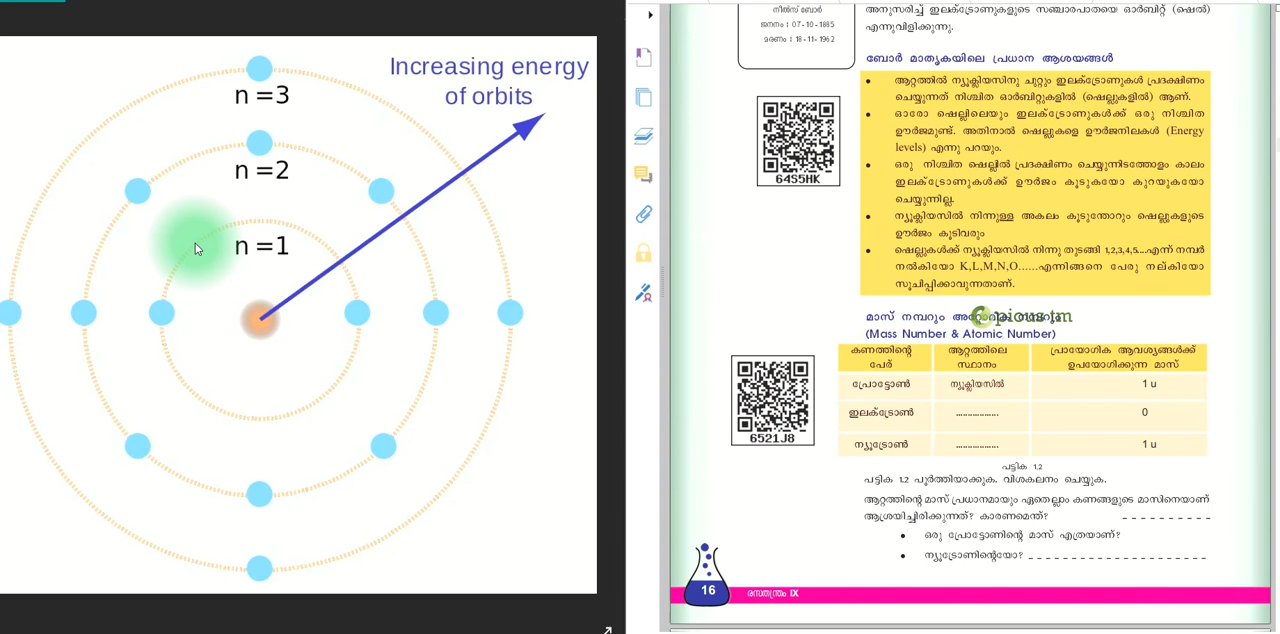 Increasing energy
of orbits
n =3
n =2
n =1
നീൽസ് ബോർ
ജനനം : 07-10-1885
മരണം : 18-11-1962
അനുസരിച്ച് ഇലക്ട്രോണുകളുടെ സഞ്ചാരപാതയെ ഓർബിറ്റ് (ഷെൽ)
എന്നുവിളിക്കുന്നു.
ബോർ മാതൃകയിലെ പ്രധാന ആശയങ്ങൾ
• ആറ്റത്തിൽ ന്യൂക്ലിയസിനു ചുറ്റും ഇലക്ട്രോണുകൾ പ്രദക്ഷിണം
ചെയ്യുന്നത് നിശ്ചിത ഓർബിറ്റുകളിൽ (ഷെല്ലുകളിൽ) ആണ്.
• ഓരോ ഷെല്ലിലെയും ഇലക്ട്രോണുകൾക്ക് ഒരു നിശ്ചിത
ഊർജമുണ്ട്. അതിനാൽ ഷെല്ലുകളെ ഊർജനിലകൾ (Energy
levels) എന്നു പറയും.
• ഒരു നിശ്ചിത ഷെല്ലിൽ പ്രദക്ഷിണം ചെയ്യുന്നിടത്തോളം കാലം
ഇലക്ട്രോണുകൾക്ക് ഊർജം കൂടുകയോ കുറയുകയോ
ചെയ്യുന്നില്ല.
• ന്യൂക്ലിയസിൽ നിന്നുള്ള അകലം കൂടുന്തോറും ഷെല്ലുകളുടെ
ഊർജം കൂടിവരും
• ഷെല്ലുകൾക്ക് ന്യൂക്ലിയസിൽ നിന്നു തുടങ്ങി 1,2,3,4,5....എന്ന് നമ്പർ
നൽകിയോ K,L,M,N,O......എന്നിങ്ങനെ പേരു നല്കിയോ
സൂചിപ്പിക്കാവുന്നതാണ്.
64S5HK
മാസ് നമ്പറും
(Mass Number & Atomic Number)
കണത്തിന്റെ പേര് ആറ്റത്തിലെ സ്ഥാനം പ്രായോഗിക ആവശ്യങ്ങൾക്ക് ഉപയോഗിക്കുന്ന മാസ്
പ്രോട്ടോൺ ന്യൂക്ലിയസിൽ 1 u
ഇലക്ട്രോൺ ................. 0
ന്യൂട്രോൺ ................. 1 u
6521J8
പട്ടിക 1.2
പട്ടിക 1.2 പൂർത്തിയാക്കുക. വിശകലനം ചെയ്യുക.
ആറ്റത്തിന്റെ മാസ് പ്രധാനമായും ഏതെല്ലാം കണങ്ങളുടെ മാസിനെയാണ്
ആശ്രയിച്ചിരിക്കുന്നത്? കാരണമെന്ത്? _ _ _ _ _ _ _ _ _ _
• ഒരു പ്രോട്ടോണിന്റെ മാസ് എത്രയാണ്?
• ന്യൂട്രോണിന്റെയോ? _ _ _ _ _ _ _ _ _ _ _ _ _ _ _ _ _ _ _ _
16
രസതന്ത്രം IX